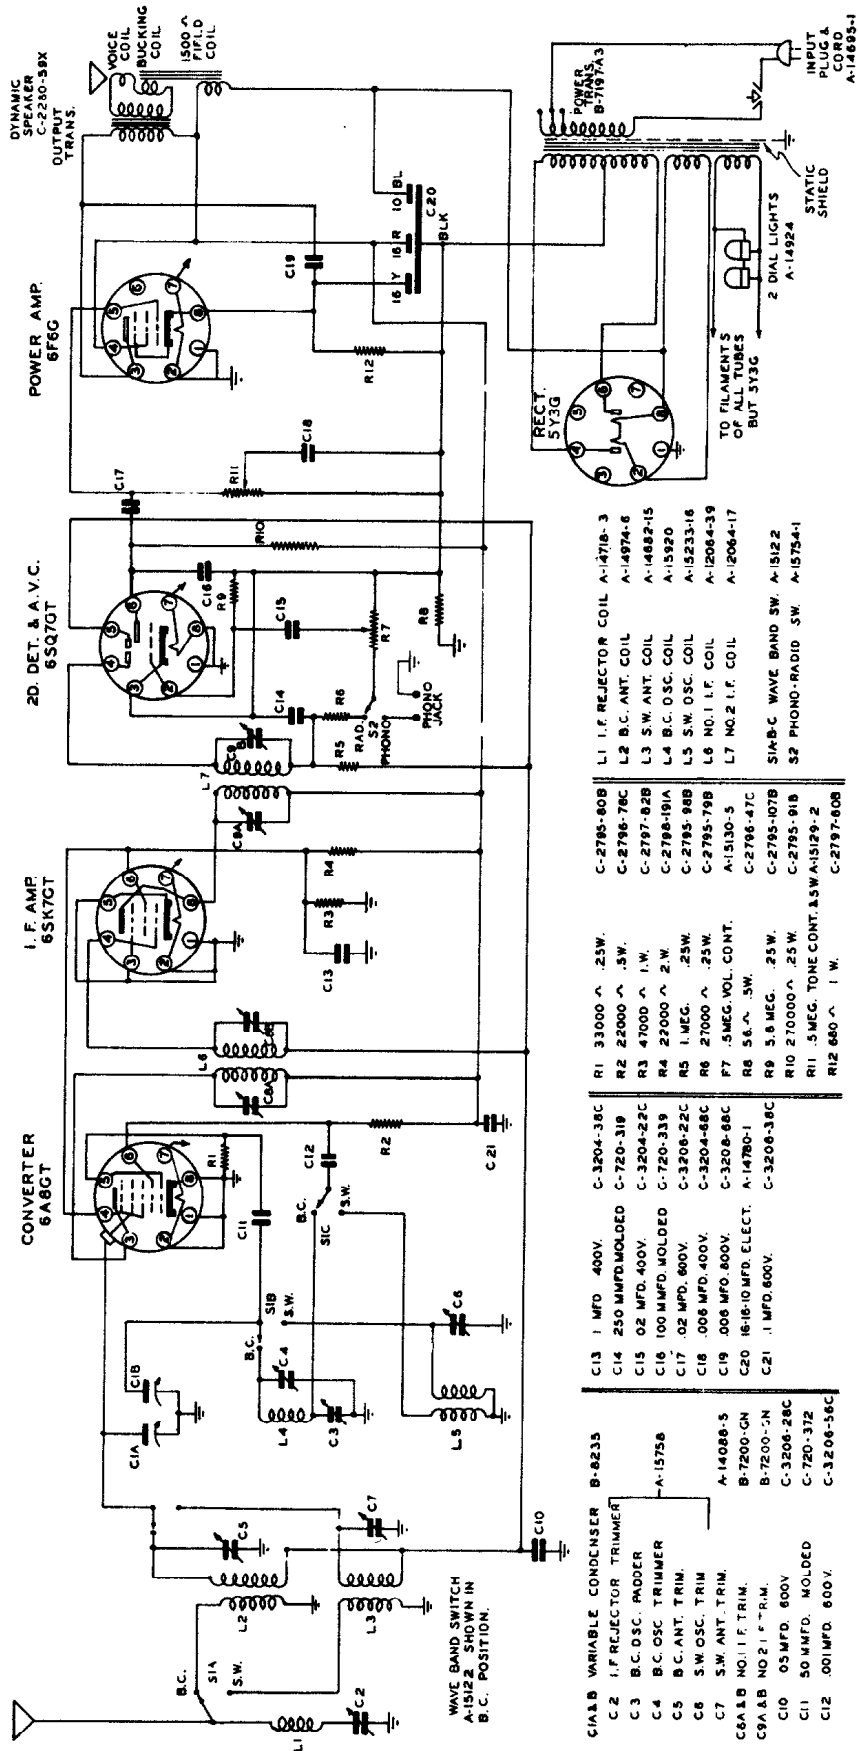 DYNAMIC
SPEAKER
C-2280-59X
OUTPUT
TRANS.
VOICE
COIL
BUCKING
COIL
1500 ∩
FIELD
COIL
POWER AMP.
6F6G
2D. DET. & A.V.C.
6SQ7GT
I.F. AMP.
6SK7GT
CONVERTER
6A8GT
RECT.
5Y3G
POWER
TRANS.
B-7197-A3
INPUT
PLUG &
CORD
A-14695-1
STATIC
SHIELD
2 DIAL LIGHTS
A-14924
TO FILAMENTS
OF ALL TUBES
BUT 5Y3G
C19
16 Y
16 R
10 BL
C20
BLK
R12
C18
R11
C17
R10
C16
R9
C15
R7
R8
C14
R6
R5
RAD.
S2
PHONO
PHONO
JACK
L7
C9A
C9B
R4
R3
C13
L6
C8A
R2
C21
C12
R1
C11
B.C.
S1C
S.W.
S1B
S.W.
B.C.
C4
L4
C3
C6
L5
C1B
C1A
C5
C7
C10
L2
L3
B.C.
S1A
S.W.
L1
C2
WAVE BAND SWITCH
A-15122 SHOWN IN
B.C. POSITION.
C1A&B VARIABLE CONDENSER B-8235
C2 I.F. REJECTOR TRIMMER
C3 B.C. OSC. PADDER
C4 B.C. OSC TRIMMER A-15758
C5 B.C. ANT. TRIM.
C6 S.W. OSC. TRIM
C7 S.W. ANT. TRIM. A-14088-5
C8A&B NO.1 I.F. TRIM. B-7200-GN
C9A&B NO 2 I F TRIM. B-7200-GN
C10 .05 MFD. 600V C-3206-28C
C11 50 MMFD. MOLDED C-720-372
C12 .001 MFD. 600V. C-3206-56C
C13 .1 MFD 400V. C-3204-38C
C14 250 MMFD. MOLDED C-720-319
C15 .02 MFD. 400V. C-3204-22C
C16 100 MMFD. MOLDED C-720-339
C17 .02 MFD. 600V. C-3206-22C
C18 .006 MFD. 400V. C-3204-68C
C19 .006 MFD. 800V. C-3208-68C
C20 16-16-10 MFD. ELECT. A-14780-1
C21 .1 MFD. 600V. C-3206-38C
R1 33000 ∩ .25W. C-2795-80B
R2 22000 ∩ .5W. C-2796-78C
R3 47000 ∩ 1.W. C-2797-82B
R4 22000 ∩ 2.W. C-2798-191A
R5 1. MEG. .25W. C-2795-98B
R6 27000 ∩ .25W. C-2795-79B
R7 .5 MEG. VOL. CONT. A-15130-5
R8 56 ∩ .5W. C-2796-47C
R9 5.6 MEG. .25W. C-2795-107B
R10 270000 ∩ .25W. C-2795-91B
R11 .5 MEG. TONE CONT. & SW A-15129-2
R12 680 ∩ 1 W. C-2797-60B
L1 I.F. REJECTOR COIL A-14718-3
L2 B.C. ANT. COIL A-14974-6
L3 S.W. ANT. COIL A-14682-15
L4 B.C. OSC. COIL A-15920
L5 S.W. OSC. COIL A-15233-16
L6 NO.1 I.F. COIL A-12064-39
L7 NO.2 I.F. COIL A-12064-17
S1A-B-C WAVE BAND SW. A-15122
S2 PHONO-RADIO SW. A-15754-1